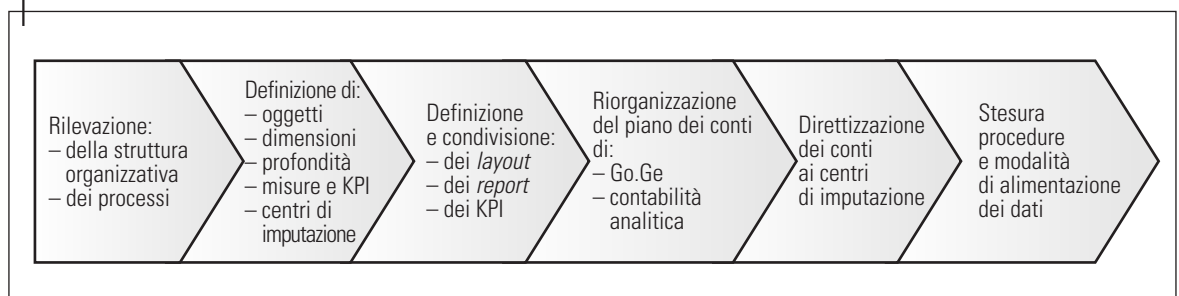 Rilevazione:
– della struttura
organizzativa
– dei processi
Definizione di:
– oggetti
– dimensioni
– profondità
– misure e KPI
– centri di
imputazione
Definizione
e condivisione:
– dei layout
– dei report
– dei KPI
Riorganizzazione
del piano dei conti
di:
– Go.Ge
– contabilità
analitica
Direttizzazione
dei conti
ai centri
di imputazione
Stesura
procedure
e modalità
di alimentazione
dei dati